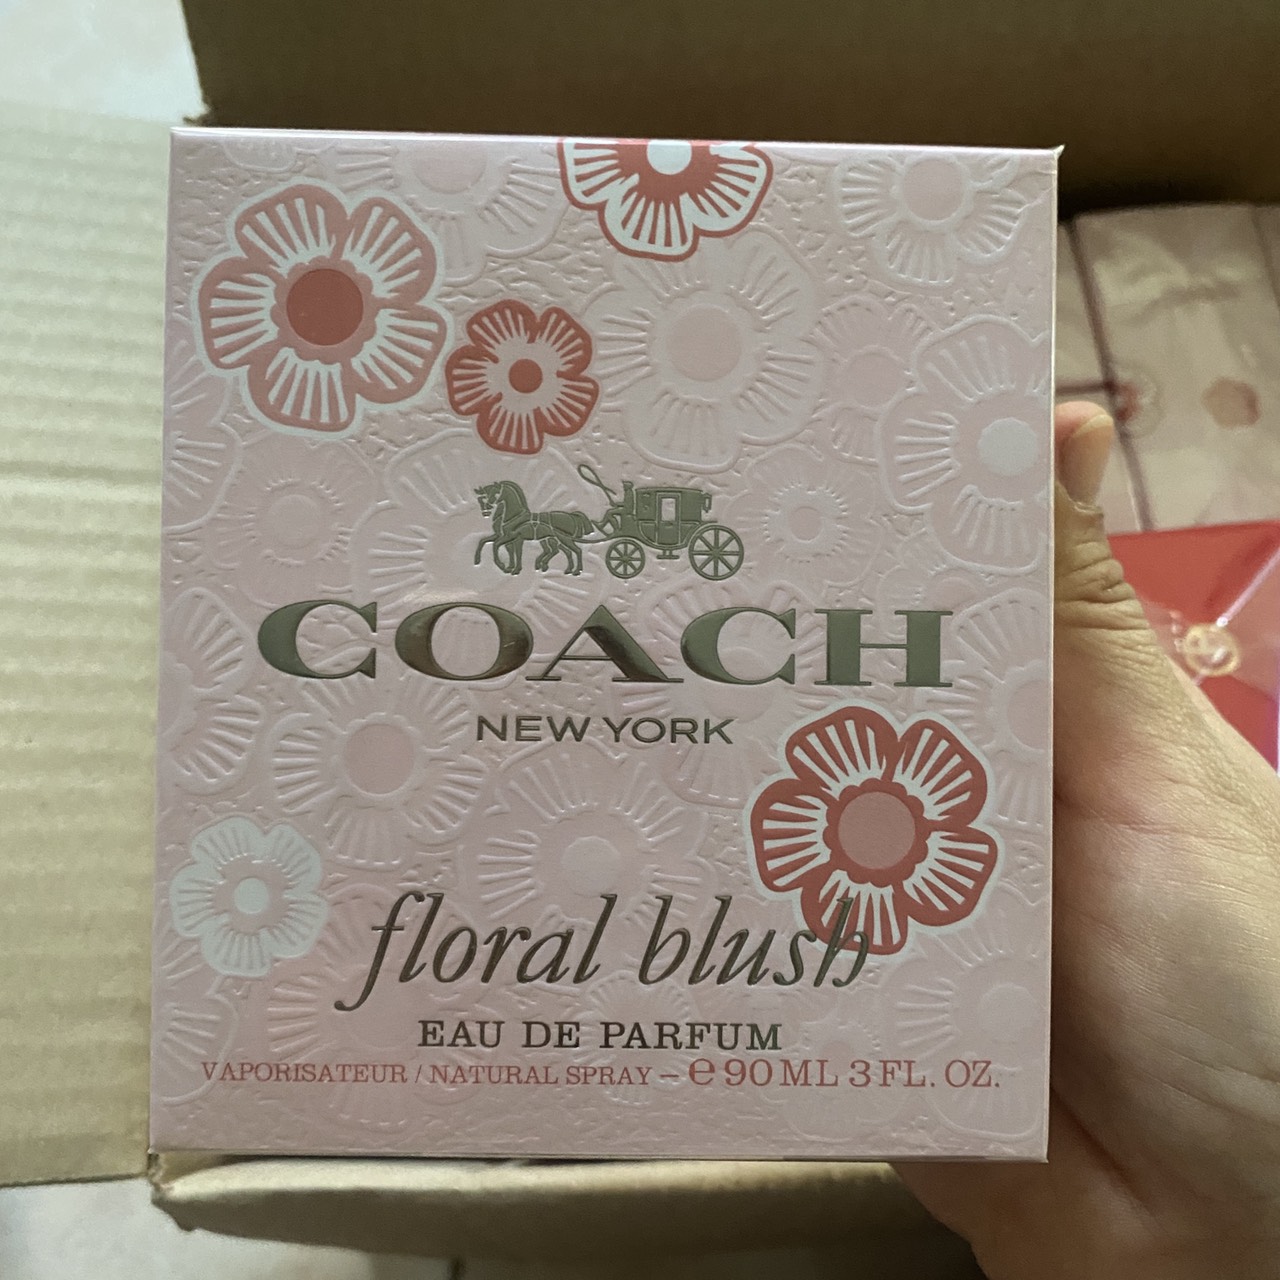 COACH
NEW YORK
floral blush
EAU DE PARFUM
VAPORISATEUR / NATURAL SPRAY – ℮ 90 ML 3 FL. OZ.